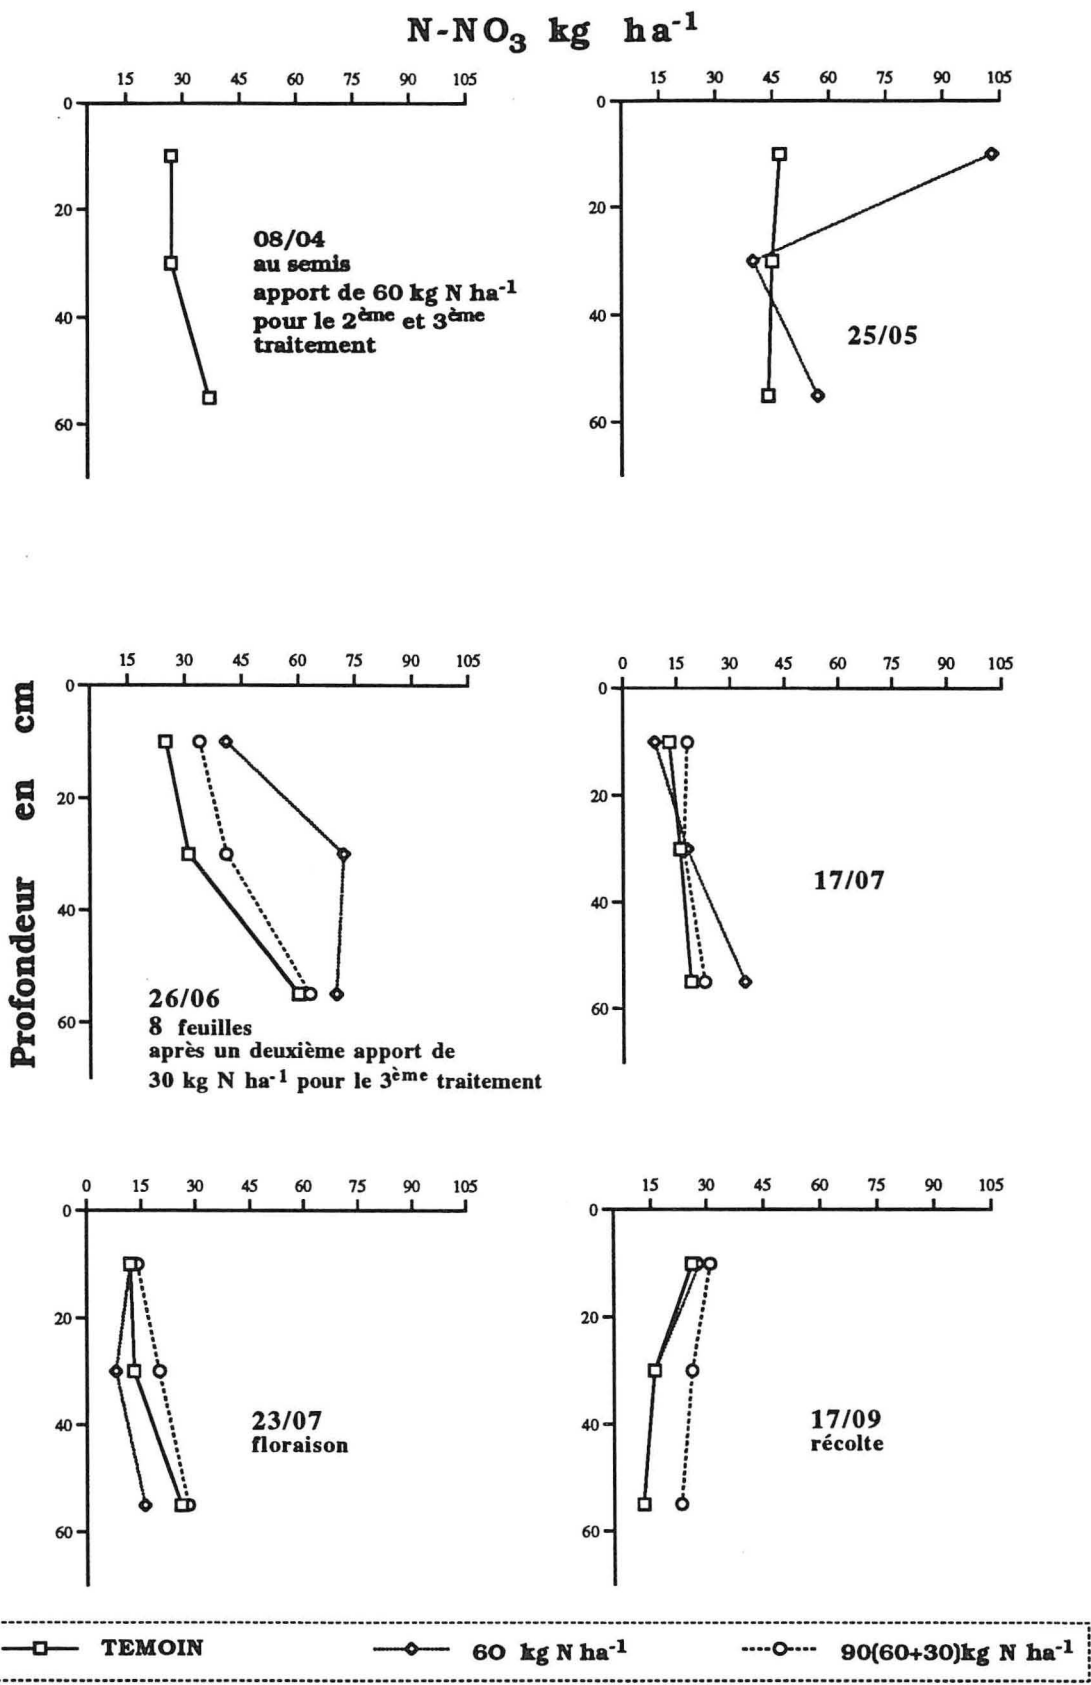 N-NO3 kg ha-1
15 30 45 60 75 90 105
0
20
40
60
08/04
au semis
apport de 60 kg N ha-1
pour le 2ème et 3ème
traitement
15 30 45 60 75 90 105
0
20
40
60
25/05
Profondeur en cm
15 30 45 60 75 90 105
0
20
40
60
26/06
8 feuilles
après un deuxième apport de
30 kg N ha-1 pour le 3ème traitement
0 15 30 45 60 75 90 105
0
20
40
60
17/07
0 15 30 45 60 75 90 105
0
20
40
60
23/07
floraison
15 30 45 60 75 90 105
0
20
40
60
17/09
récolte
TEMOIN 60 kg N ha-1 90(60+30)kg N ha-1